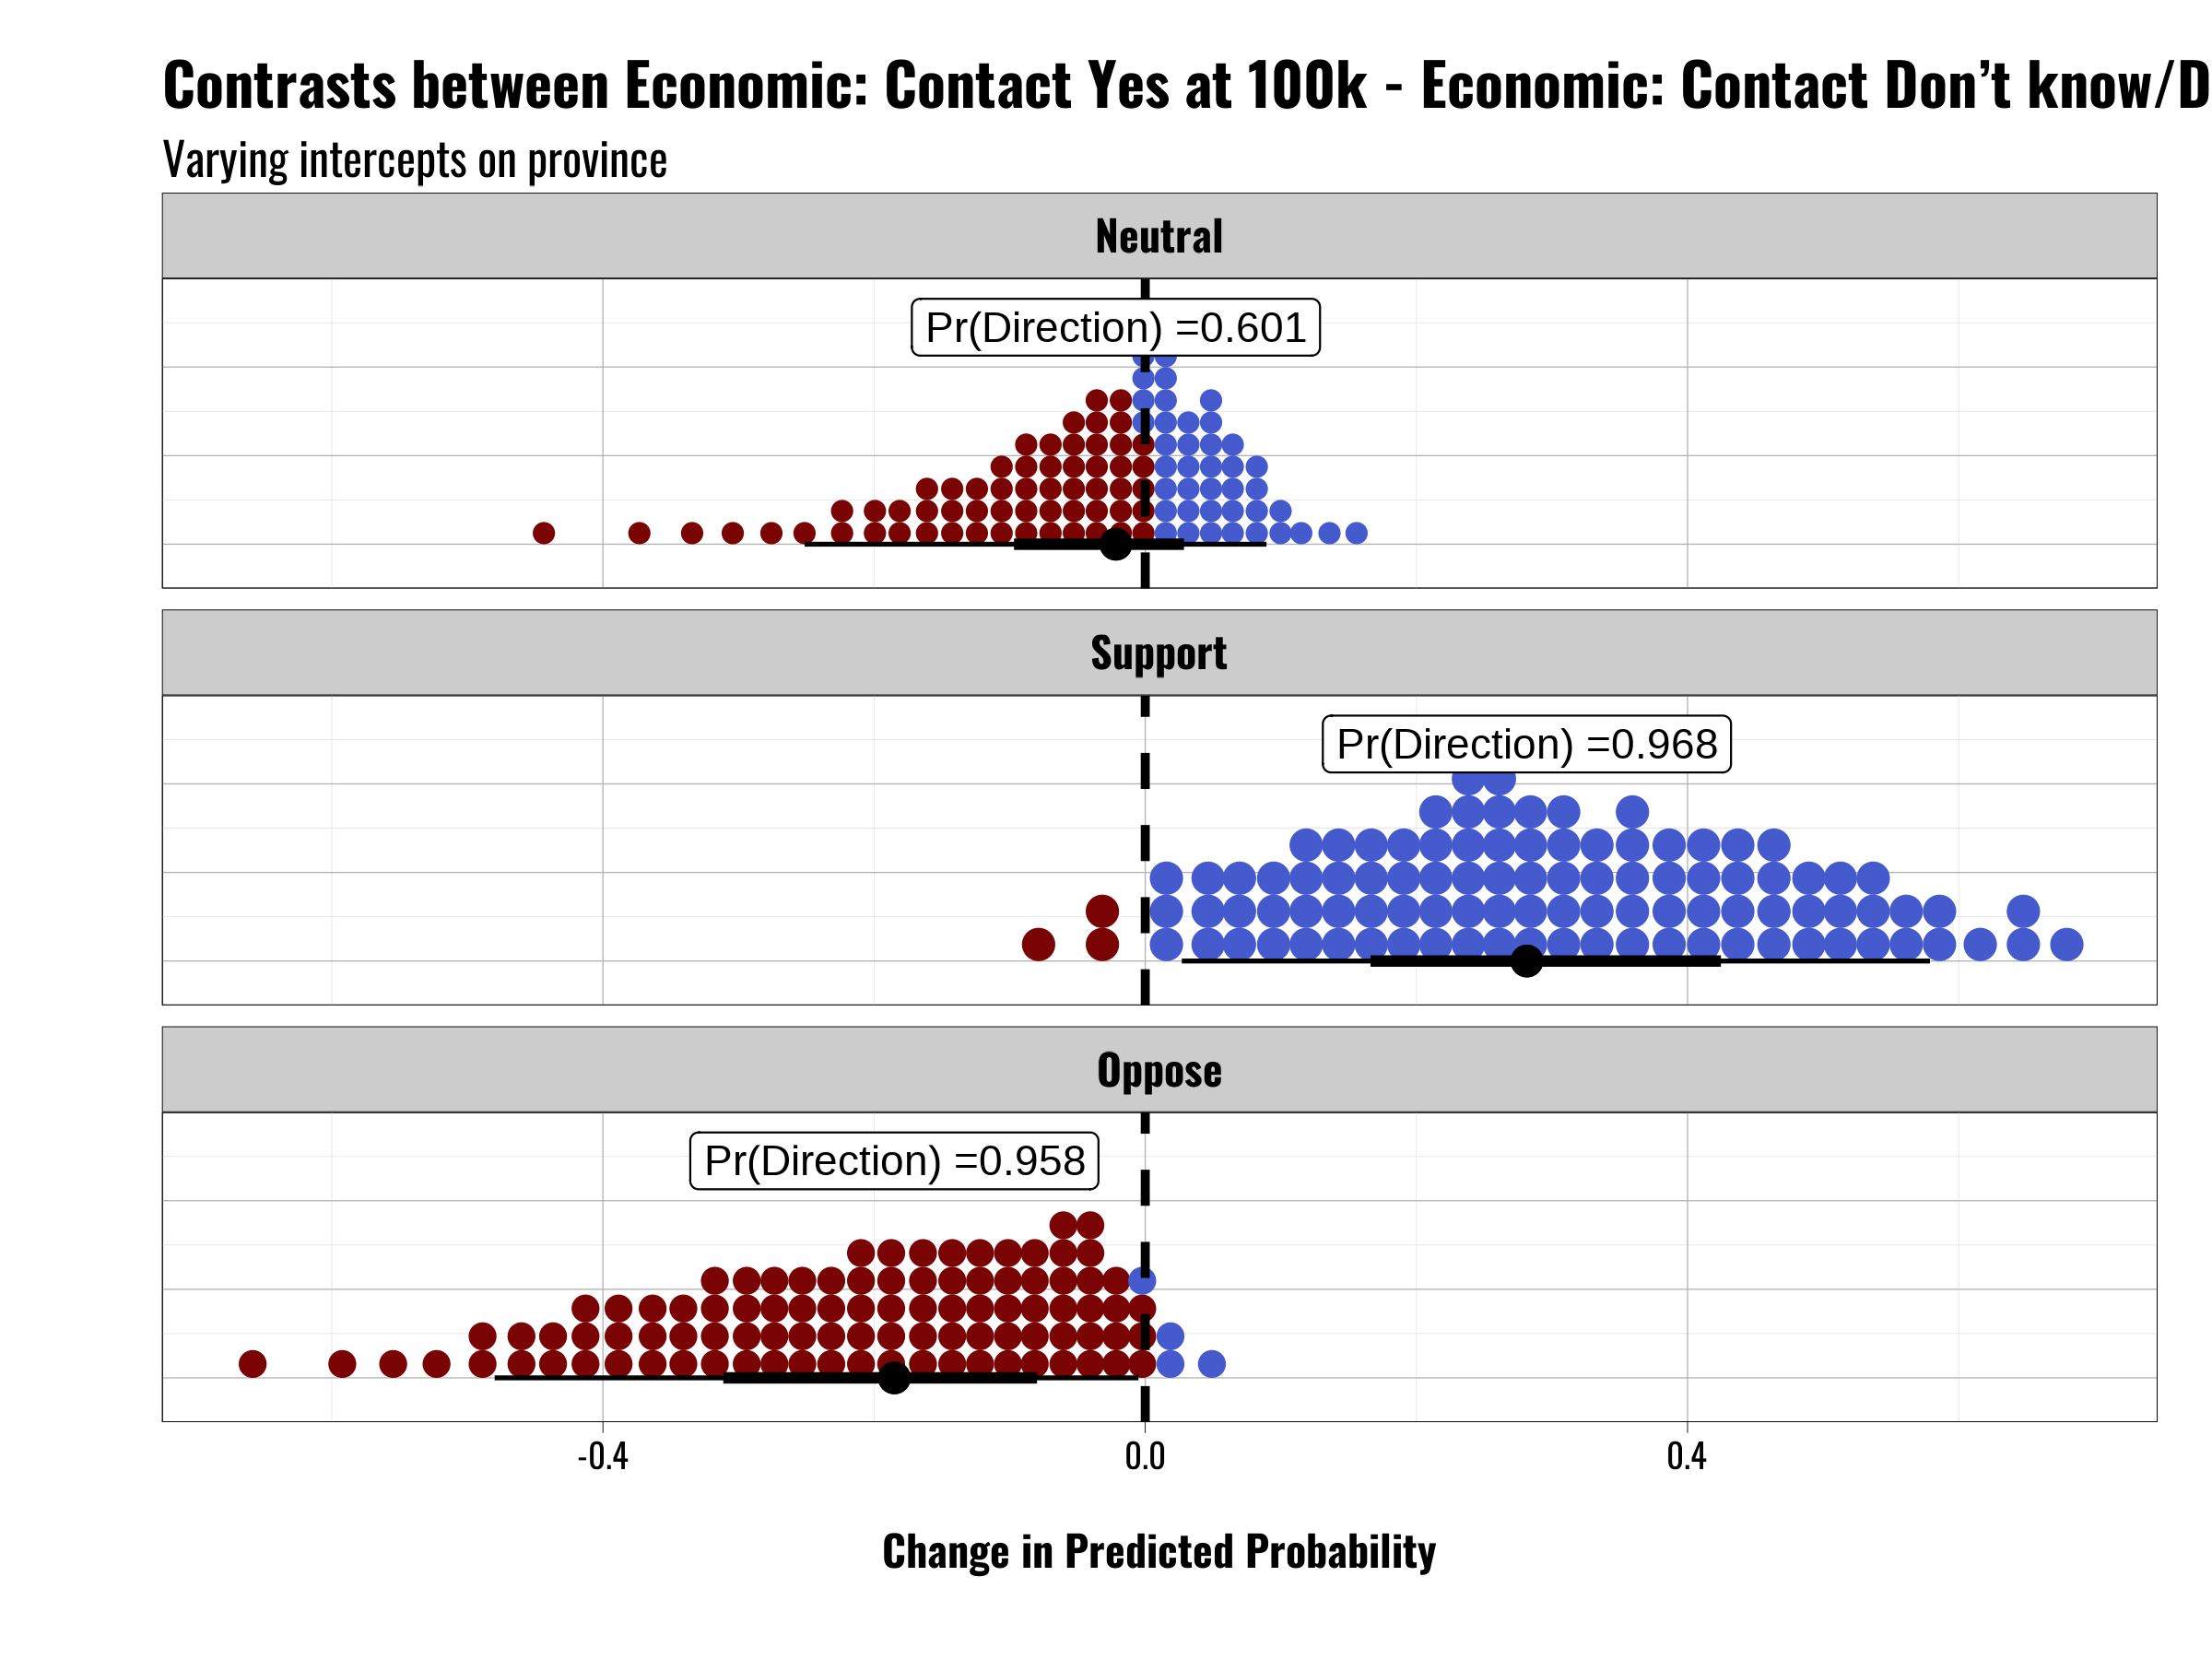 Contrasts between Economic: Contact Yes at 100k - Economic: Contact Don’t know/D
Varying intercepts on province
Neutral
Pr(Direction) =0.601
Support
Pr(Direction) =0.968
Oppose
Pr(Direction) =0.958
-0.4 0.0 0.4
Change in Predicted Probability